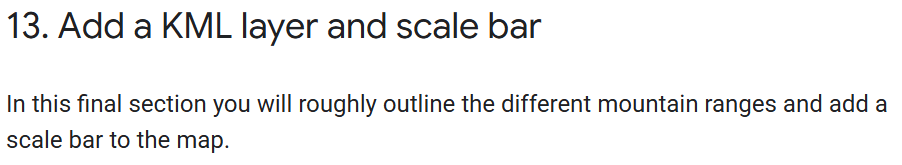 13. Add a KML layer and scale bar
In this final section you will roughly outline the different mountain ranges and add a
scale bar to the map.